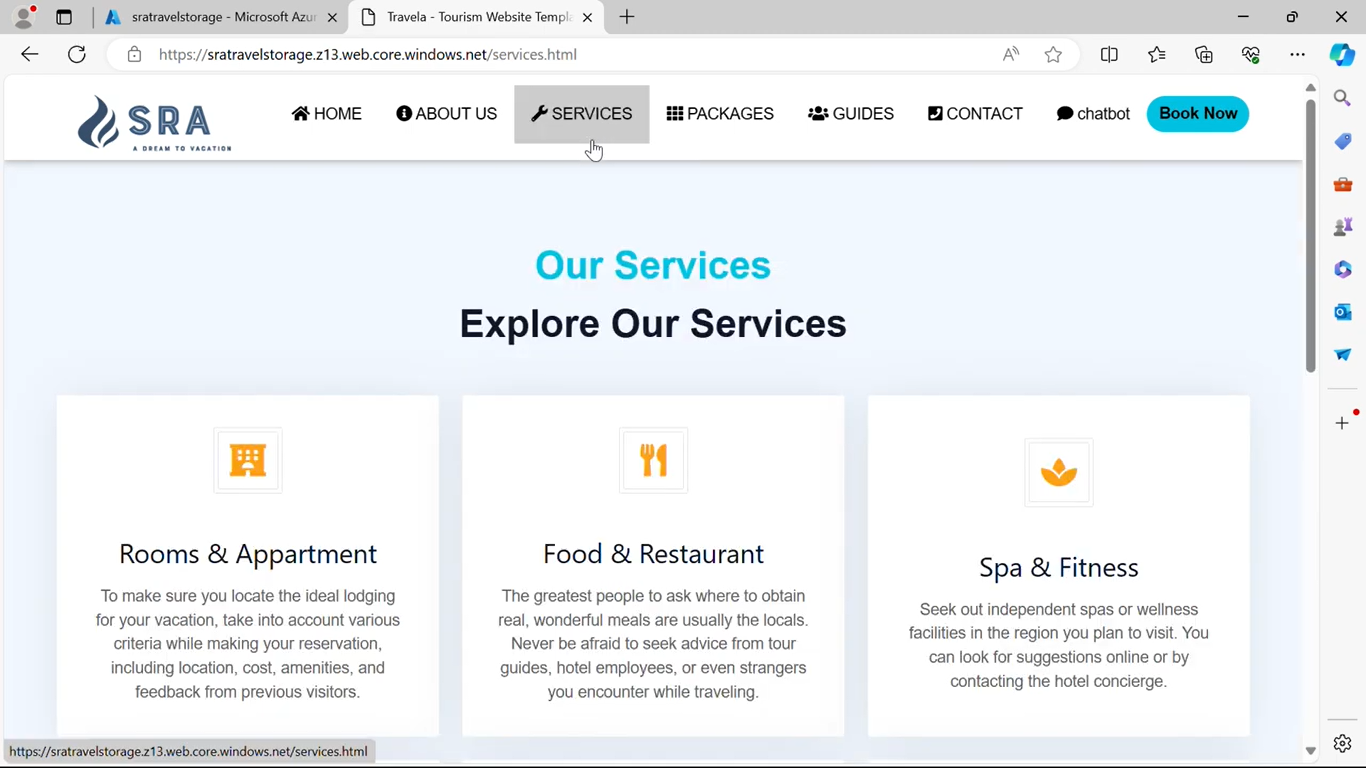 sratravelstorage - Microsoft Azu
Travela - Tourism Website Templa
https://sratravelstorage.z13.web.core.windows.net/services.html
SRA
A DREAM TO VACATION
HOME
ABOUT US
SERVICES
PACKAGES
GUIDES
CONTACT
chatbot
Book Now
Our Services
Explore Our Services
Rooms & Appartment
To make sure you locate the ideal lodging
for your vacation, take into account various
criteria while making your reservation,
including location, cost, amenities, and
feedback from previous visitors.
Food & Restaurant
The greatest people to ask where to obtain
real, wonderful meals are usually the locals.
Never be afraid to seek advice from tour
guides, hotel employees, or even strangers
you encounter while traveling.
Spa & Fitness
Seek out independent spas or wellness
facilities in the region you plan to visit. You
can look for suggestions online or by
contacting the hotel concierge.
https://sratravelstorage.z13.web.core.windows.net/services.html